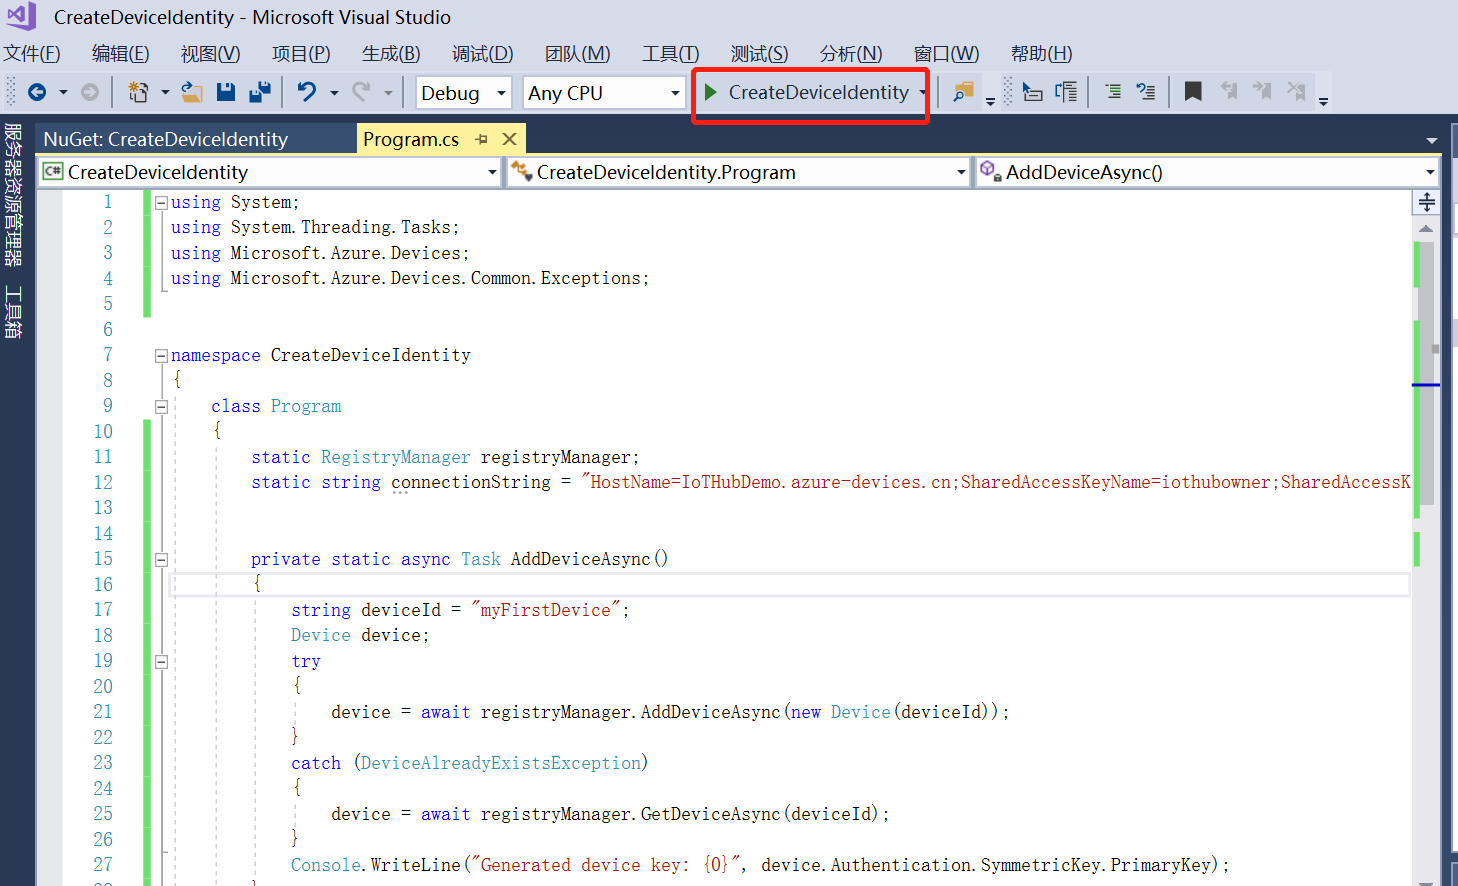 CreateDeviceIdentity - Microsoft Visual Studio
文件(F) 编辑(E) 视图(V) 项目(P) 生成(B) 调试(D) 团队(M) 工具(T) 测试(S) 分析(N) 窗口(W) 帮助(H)
Debug Any CPU CreateDeviceIdentity
服务器资源管理器
工具箱
NuGet: CreateDeviceIdentity Program.cs
C# CreateDeviceIdentity CreateDeviceIdentity.Program AddDeviceAsync()
1 using System;
2 using System.Threading.Tasks;
3 using Microsoft.Azure.Devices;
4 using Microsoft.Azure.Devices.Common.Exceptions;
5
6
7 namespace CreateDeviceIdentity
8 {
9 class Program
10 {
11 static RegistryManager registryManager;
12 static string connectionString = "HostName=IoTHubDemo.azure-devices.cn;SharedAccessKeyName=iothubowner;SharedAccessK
13
14
15 private static async Task AddDeviceAsync()
16 {
17 string deviceId = "myFirstDevice";
18 Device device;
19 try
20 {
21 device = await registryManager.AddDeviceAsync(new Device(deviceId));
22 }
23 catch (DeviceAlreadyExistsException)
24 {
25 device = await registryManager.GetDeviceAsync(deviceId);
26 }
27 Console.WriteLine("Generated device key: {0}", device.Authentication.SymmetricKey.PrimaryKey);